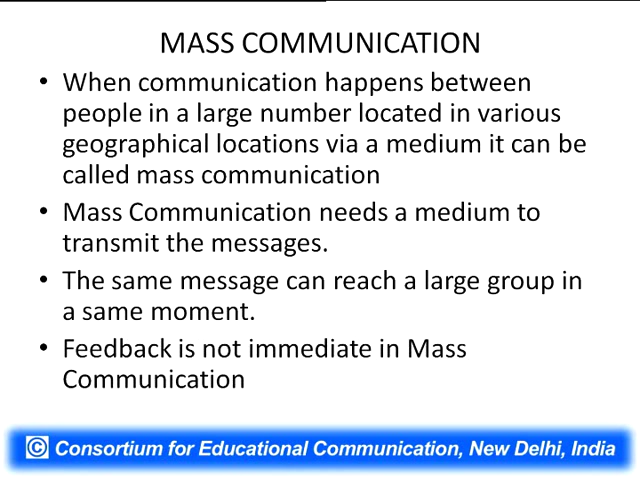 MASS COMMUNICATION
• When communication happens between
people in a large number located in various
geographical locations via a medium it can be
called mass communication
• Mass Communication needs a medium to
transmit the messages.
• The same message can reach a large group in
a same moment.
• Feedback is not immediate in Mass
Communication
© Consortium for Educational Communication, New Delhi, India